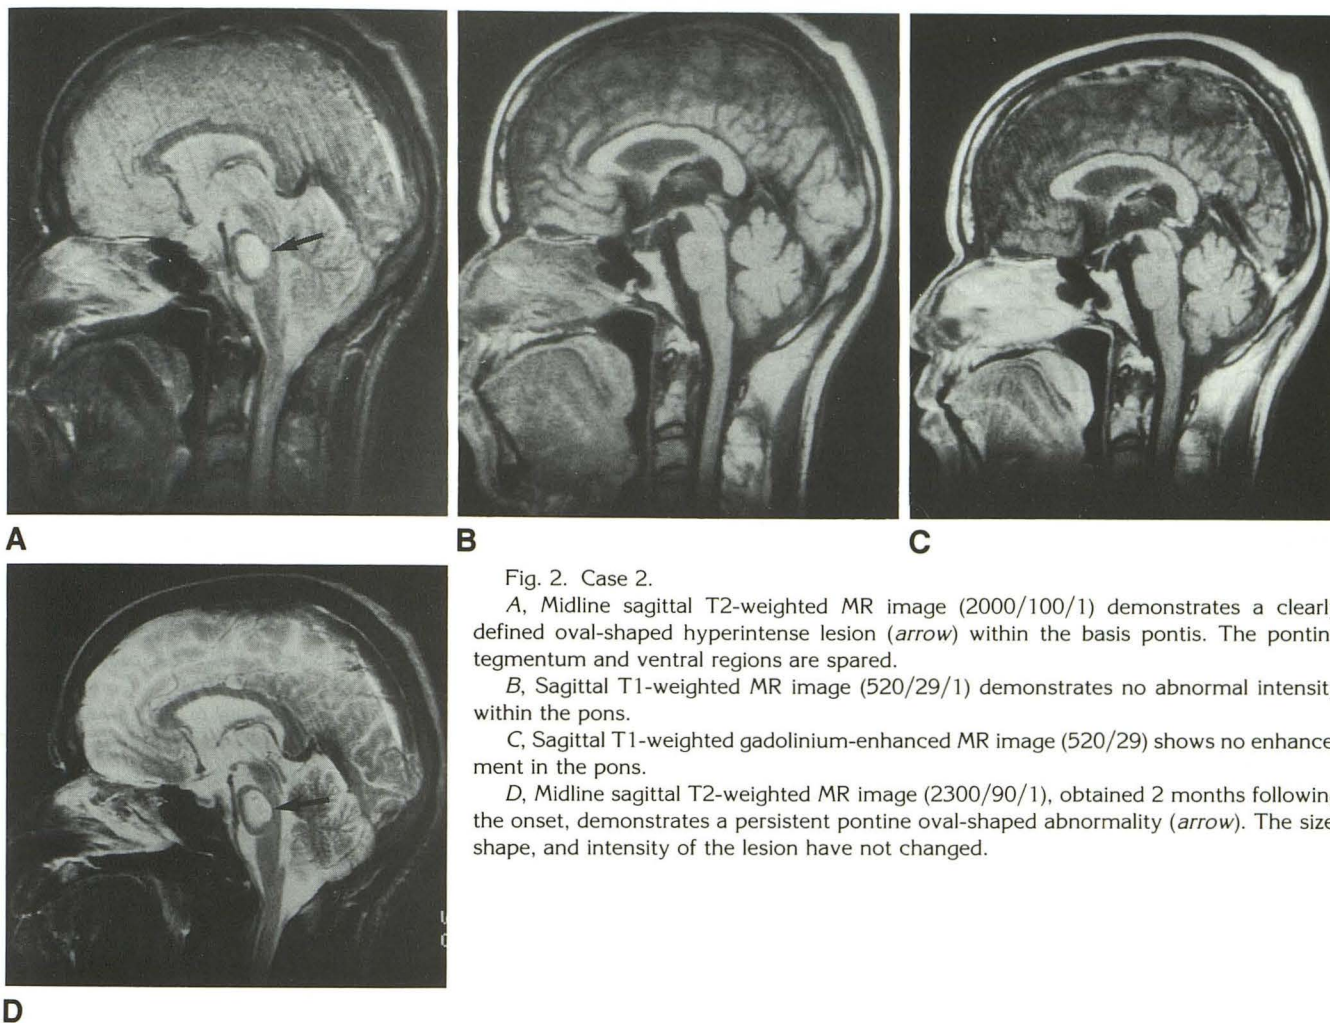 A
B
C
Fig. 2. Case 2.
A, Midline sagittal T2-weighted MR image (2000/100/1) demonstrates a clearl
defined oval-shaped hyperintense lesion (arrow) within the basis pontis. The pontin
tegmentum and ventral regions are spared.
B, Sagittal T1-weighted MR image (520/29/1) demonstrates no abnormal intensit
within the pons.
C, Sagittal T1-weighted gadolinium-enhanced MR image (520/29) shows no enhance
ment in the pons.
D, Midline sagittal T2-weighted MR image (2300/90/1), obtained 2 months followin
the onset, demonstrates a persistent pontine oval-shaped abnormality (arrow). The size
shape, and intensity of the lesion have not changed.
D